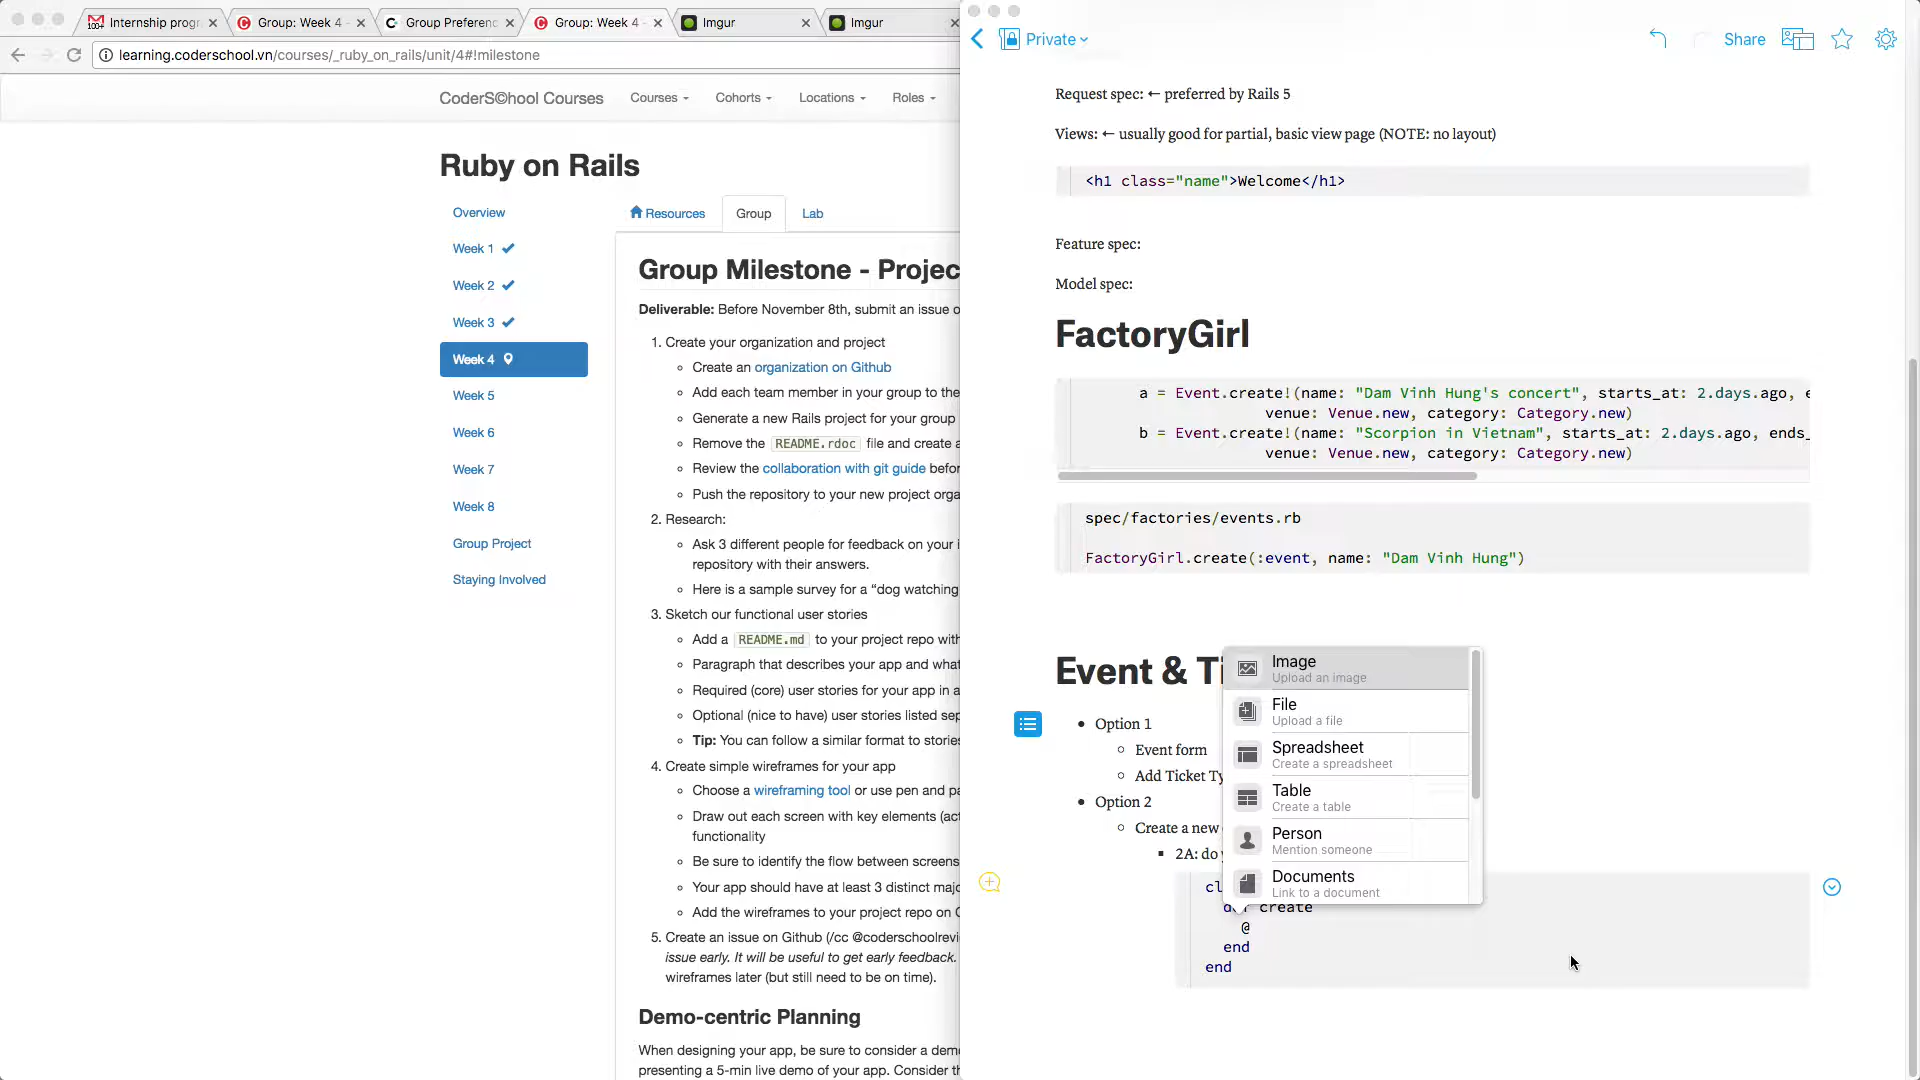 Internship progr
Group: Week 4 -
Group Preferenc
Group: Week 4 -
Imgur
Imgur
learning.coderschool.vn/courses/_ruby_on_rails/unit/4#!milestone
CoderS©hool Courses
Courses
Cohorts
Locations
Roles
Ruby on Rails
Overview
Week 1
Week 2
Week 3
Week 4
Week 5
Week 6
Week 7
Week 8
Group Project
Staying Involved
Resources
Group
Lab
Group Milestone - Projec
Deliverable: Before November 8th, submit an issue o
1. Create your organization and project
Create an organization on Github
Add each team member in your group to the
Generate a new Rails project for your group
Remove the README.rdoc file and create a
Review the collaboration with git guide befor
Push the repository to your new project orga
2. Research:
Ask 3 different people for feedback on your i
repository with their answers.
Here is a sample survey for a “dog watching
3. Sketch our functional user stories
Add a README.md to your project repo with
Paragraph that describes your app and what
Required (core) user stories for your app in a
Optional (nice to have) user stories listed sep
Tip: You can follow a similar format to stories
4. Create simple wireframes for your app
Choose a wireframing tool or use pen and pa
Draw out each screen with key elements (act
functionality
Be sure to identify the flow between screens
Your app should have at least 3 distinct majo
Add the wireframes to your project repo on G
5. Create an issue on Github (/cc @coderschoolrevi
issue early. It will be useful to get early feedback.
wireframes later (but still need to be on time).
Demo-centric Planning
When designing your app, be sure to consider a demo
presenting a 5-min live demo of your app. Consider th
Private
Share
Request spec: ← preferred by Rails 5
Views: ← usually good for partial, basic view page (NOTE: no layout)
<h1 class="name">Welcome</h1>
Feature spec:
Model spec:
FactoryGirl
a = Event.create!(name: "Dam Vinh Hung's concert", starts_at: 2.days.ago, e
venue: Venue.new, category: Category.new)
b = Event.create!(name: "Scorpion in Vietnam", starts_at: 2.days.ago, ends_
venue: Venue.new, category: Category.new)
spec/factories/events.rb
FactoryGirl.create(:event, name: "Dam Vinh Hung")
Event & Ti
Option 1
Event form
Add Ticket Ty
Option 2
Create a new
2A: do y
cl
def create
@
end
end
Image
Upload an image
File
Upload a file
Spreadsheet
Create a spreadsheet
Table
Create a table
Person
Mention someone
Documents
Link to a document